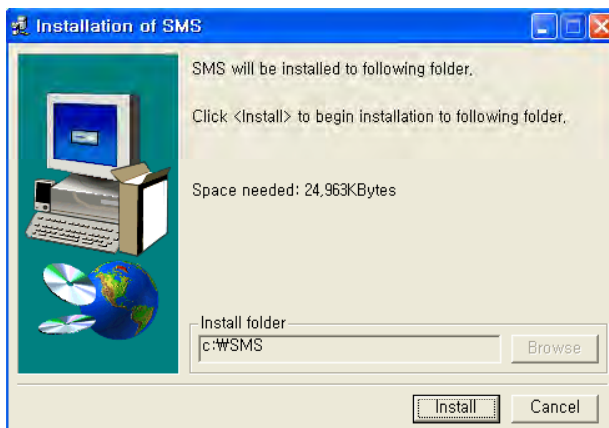 Installation of SMS
SMS will be installed to following folder.
Click <Install> to begin installation to following folder.
Space needed: 24,963KBytes
Install folder
c:₩SMS
Browse
Install
Cancel